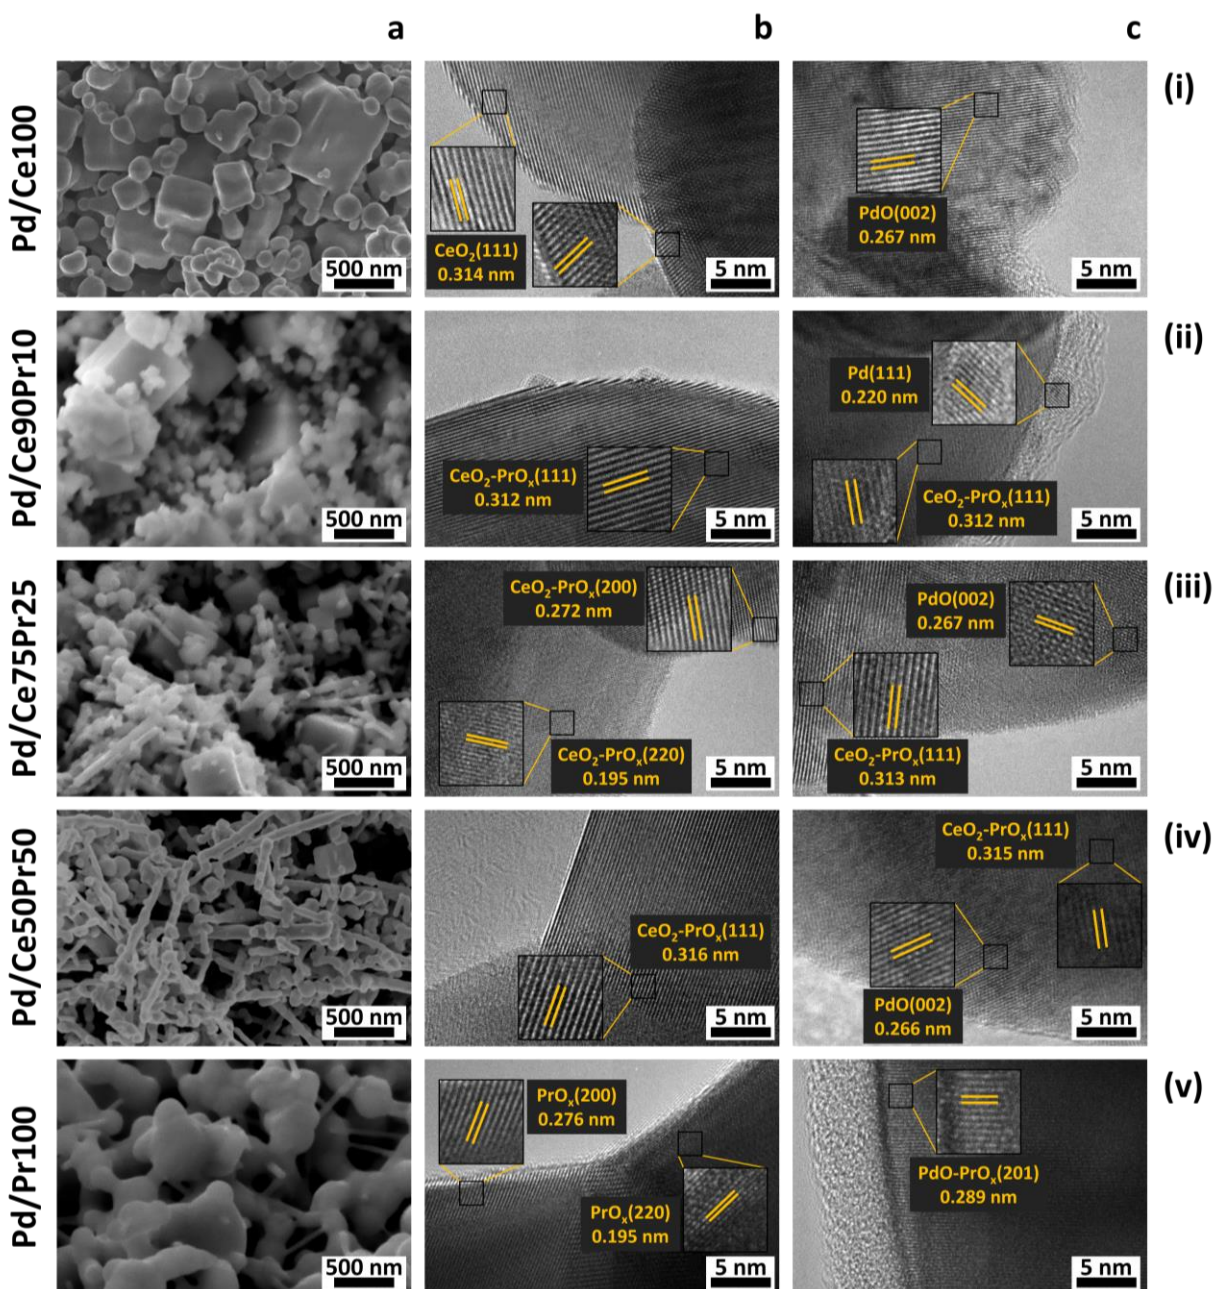 a
b
c
Pd/Ce100
500 nm
CeO₂(111)
0.314 nm
5 nm
PdO(002)
0.267 nm
5 nm
(i)
Pd/Ce90Pr10
500 nm
CeO₂-PrOₓ(111)
0.312 nm
5 nm
Pd(111)
0.220 nm
CeO₂-PrOₓ(111)
0.312 nm
5 nm
(ii)
Pd/Ce75Pr25
500 nm
CeO₂-PrOₓ(200)
0.272 nm
CeO₂-PrOₓ(220)
0.195 nm
5 nm
PdO(002)
0.267 nm
CeO₂-PrOₓ(111)
0.313 nm
5 nm
(iii)
Pd/Ce50Pr50
500 nm
CeO₂-PrOₓ(111)
0.316 nm
5 nm
CeO₂-PrOₓ(111)
0.315 nm
PdO(002)
0.266 nm
5 nm
(iv)
Pd/Pr100
500 nm
PrOₓ(200)
0.276 nm
PrOₓ(220)
0.195 nm
5 nm
PdO-PrOₓ(201)
0.289 nm
5 nm
(v)